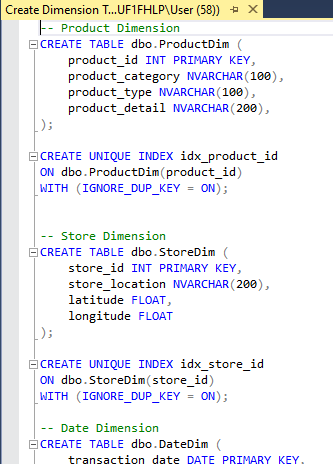 Create Dimension T...UF1FHLP\User (58))
-- Product Dimension
CREATE TABLE dbo.ProductDim (
product_id INT PRIMARY KEY,
product_category NVARCHAR(100),
product_type NVARCHAR(100),
product_detail NVARCHAR(200),
);
CREATE UNIQUE INDEX idx_product_id
ON dbo.ProductDim(product_id)
WITH (IGNORE_DUP_KEY = ON);
-- Store Dimension
CREATE TABLE dbo.StoreDim (
store_id INT PRIMARY KEY,
store_location NVARCHAR(200),
latitude FLOAT,
longitude FLOAT
);
CREATE UNIQUE INDEX idx_store_id
ON dbo.StoreDim(store_id)
WITH (IGNORE_DUP_KEY = ON);
-- Date Dimension
CREATE TABLE dbo.DateDim (
transaction_date DATE PRIMARY KEY,